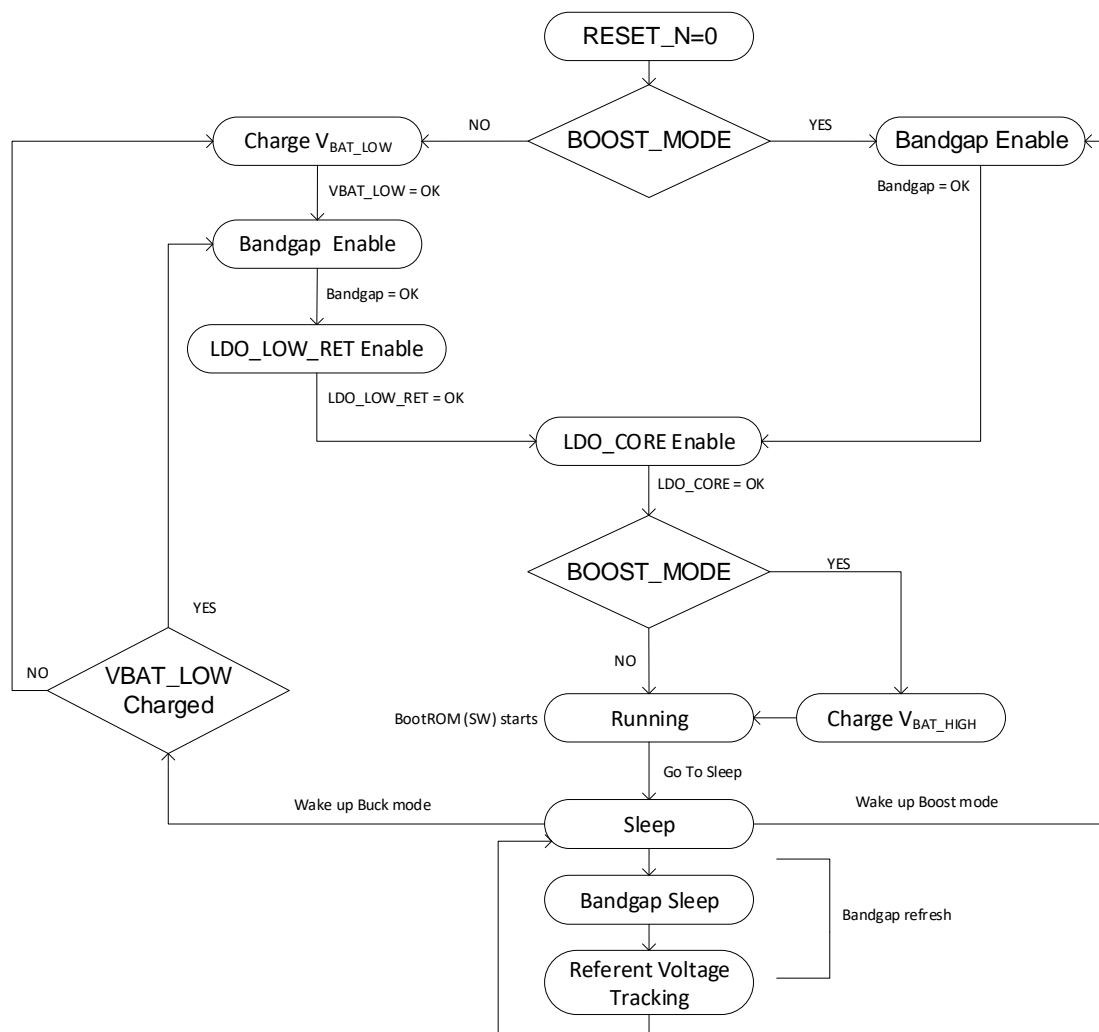 RESET_N=0
BOOST_MODE
NO
YES
Charge VBAT_LOW
Bandgap Enable
VBAT_LOW = OK
Bandgap = OK
Bandgap Enable
Bandgap = OK
LDO_LOW_RET Enable
LDO_LOW_RET = OK
LDO_CORE Enable
LDO_CORE = OK
BOOST_MODE
YES
NO
YES
NO
VBAT_LOW
Charged
BootROM (SW) starts
Running
Charge VBAT_HIGH
Go To Sleep
Wake up Buck mode
Sleep
Wake up Boost mode
Bandgap Sleep
Bandgap refresh
Referent Voltage
Tracking